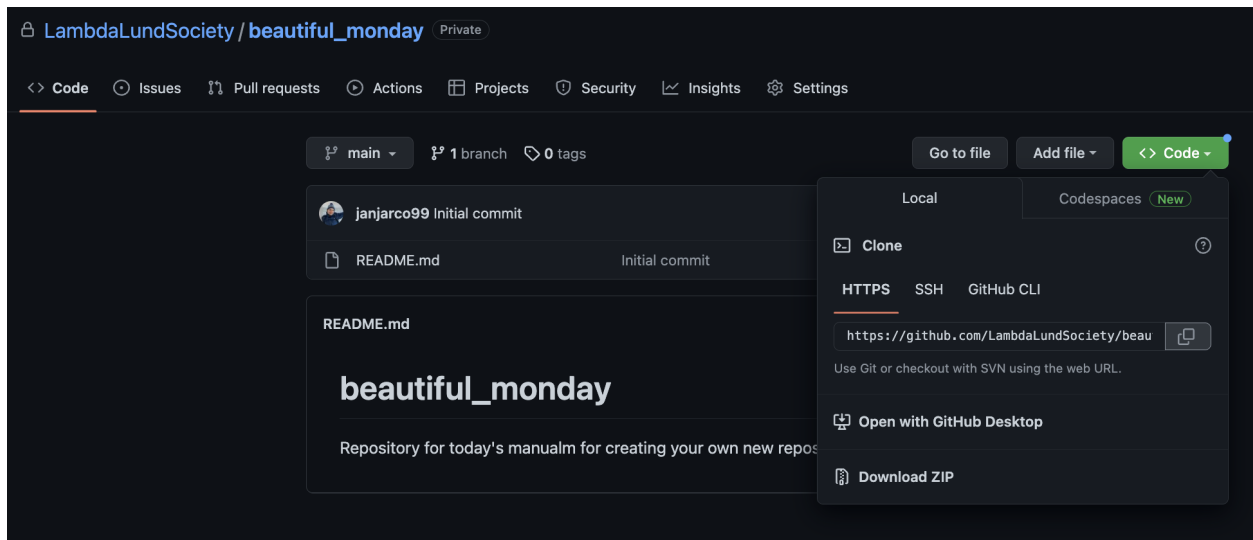 LambdaLundSociety / beautiful_monday Private
Code Issues Pull requests Actions Projects Security Insights Settings
main 1 branch 0 tags Go to file Add file Code
janjarco99 Initial commit
README.md Initial commit
README.md
beautiful_monday
Repository for today's manualm for creating your own new repos
Local Codespaces New
Clone
HTTPS SSH GitHub CLI
https://github.com/LambdaLundSociety/beau
Use Git or checkout with SVN using the web URL.
Open with GitHub Desktop
Download ZIP